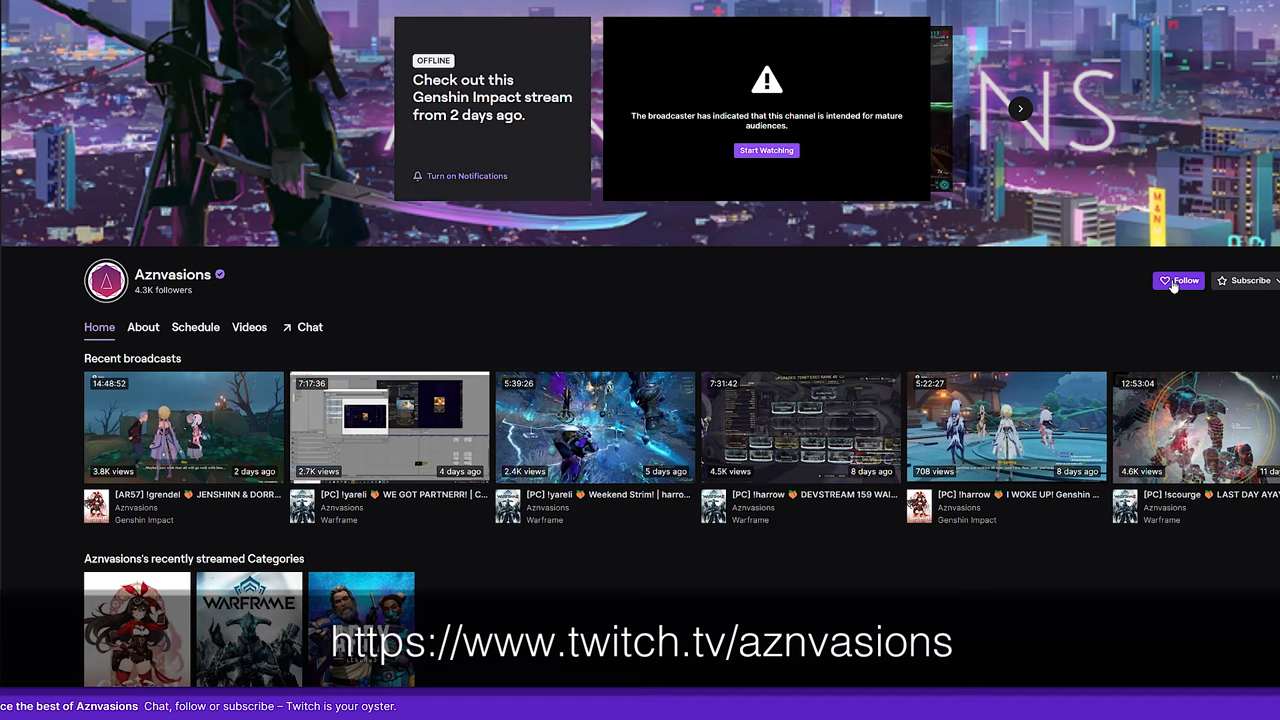 OFFLINE
Check out this
Genshin Impact stream
from 2 days ago.
Turn on Notifications
The broadcaster has indicated that this channel is intended for mature
audiences.
Start Watching
NS
M&N
Aznvasions
4.3K followers
Follow
Subscribe
Home About Schedule Videos Chat
Recent broadcasts
14:48:52
3.8K views
2 days ago
[AR57] !grendel 🍑 JENSHINN & DORR...
Aznvasions
Genshin Impact
7:17:36
2.7K views
4 days ago
[PC] !yareli 🍑 WE GOT PARTNERR! | C...
Aznvasions
Warframe
5:39:26
2.4K views
5 days ago
[PC] !yareli 🍑 Weekend Strim! | harro...
Aznvasions
Warframe
7:31:42
4.5K views
8 days ago
[PC] !harrow 🍑 DEVSTREAM 159 WAI...
Aznvasions
Warframe
5:22:27
708 views
8 days ago
[PC] !harrow 🍑 I WOKE UP! Genshin ...
Aznvasions
Genshin Impact
12:53:04
4.6K views
11 da
[PC] !scourge 🍑 LAST DAY AYA
Aznvasions
Warframe
Aznvasions's recently streamed Categories
WARFRAME
https://www.twitch.tv/aznvasions
ce the best of Aznvasions Chat, follow or subscribe – Twitch is your oyster.